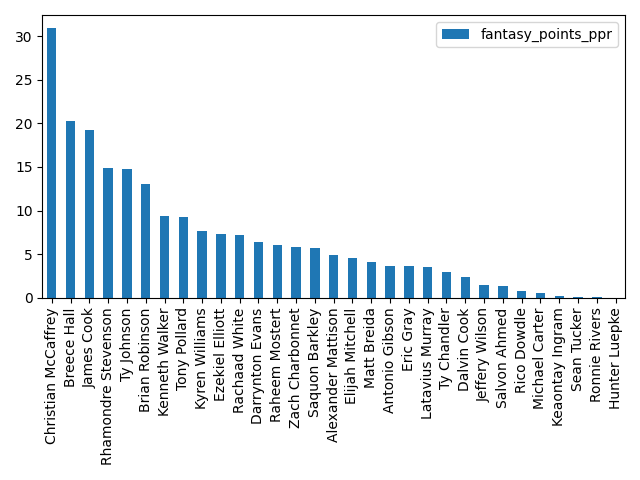 fantasy_points_ppr
30
25
20
15
10
5
0
Christian McCaffrey
Breece Hall
James Cook
Rhamondre Stevenson
Ty Johnson
Brian Robinson
Kenneth Walker
Tony Pollard
Kyren Williams
Ezekiel Elliott
Rachaad White
Darrynton Evans
Raheem Mostert
Zach Charbonnet
Saquon Barkley
Alexander Mattison
Elijah Mitchell
Matt Breida
Antonio Gibson
Eric Gray
Latavius Murray
Ty Chandler
Dalvin Cook
Jeffery Wilson
Salvon Ahmed
Rico Dowdle
Michael Carter
Keaontay Ingram
Sean Tucker
Ronnie Rivers
Hunter Luepke